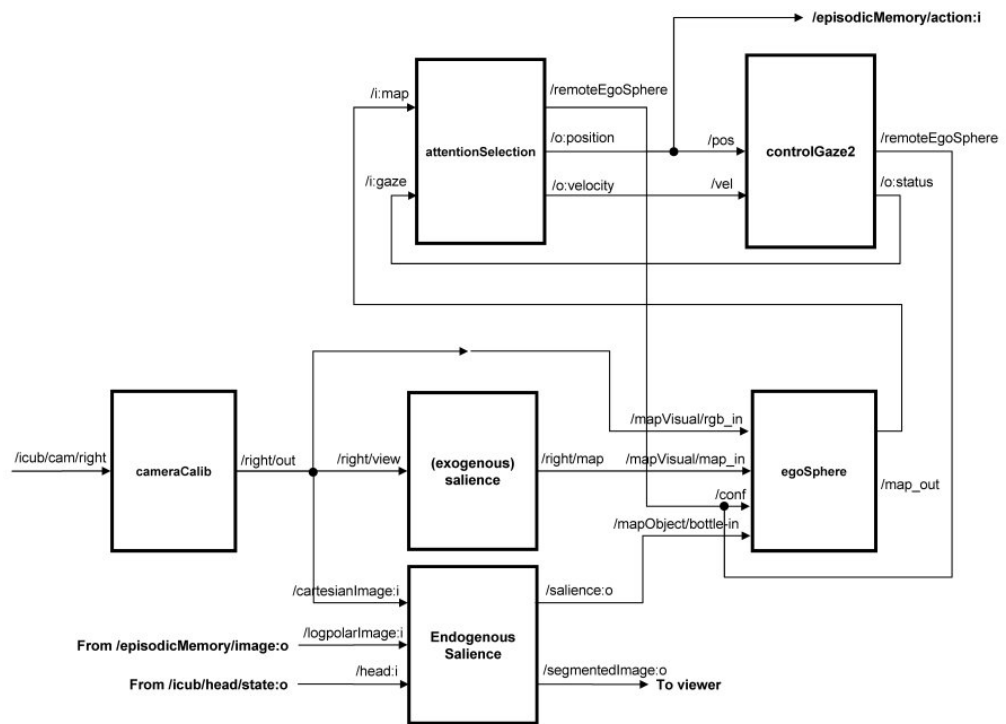 /episodicMemory/action:i
/i:map
/remoteEgoSphere
attentionSelection
/o:position
/pos
controlGaze2
/remoteEgoSphere
/i:gaze
/o:velocity
/vel
/o:status
/icub/cam/right
cameraCalib
/right/out
/right/view
(exogenous)
salience
/right/map
/mapVisual/rgb_in
/mapVisual/map_in
/conf
/mapObject/bottle-in
egoSphere
/map_out
/cartesianImage:i
/salience:o
From /episodicMemory/image:o
/logpolarImage:i
Endogenous
Salience
From /icub/head/state:o
/head:i
/segmentedImage:o
To viewer